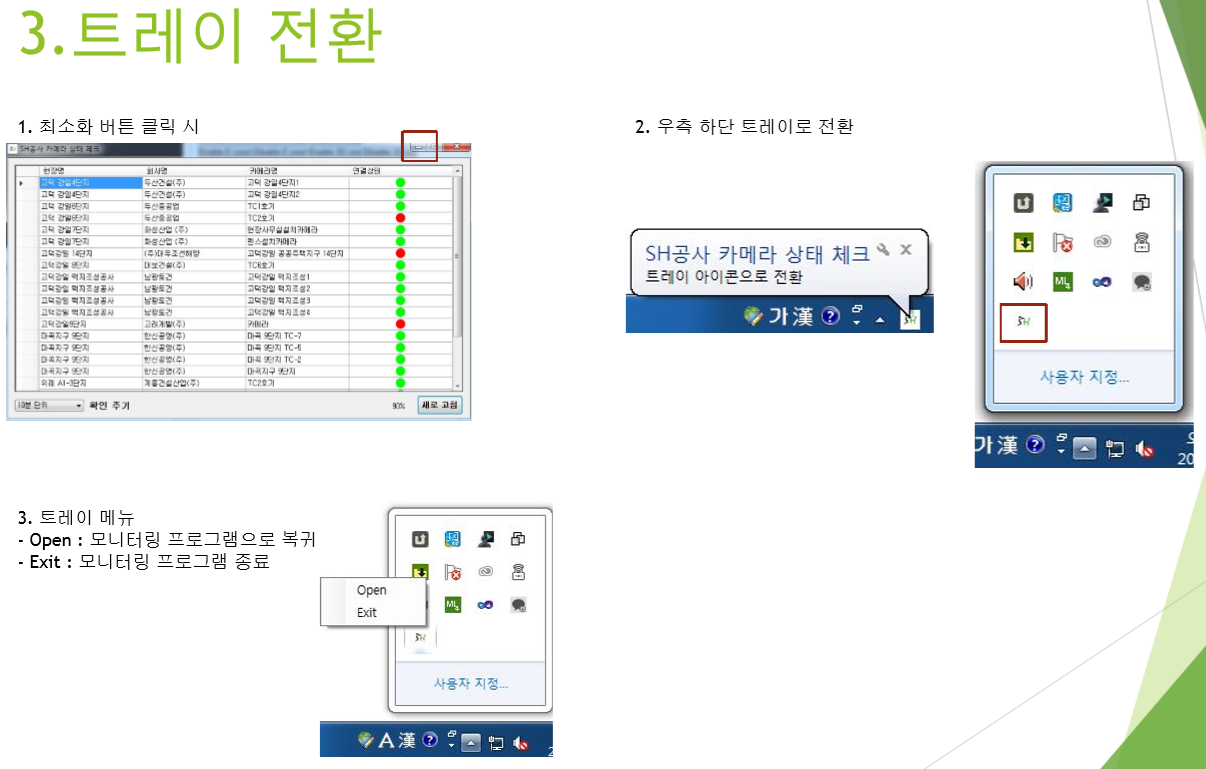 3.트레이 전환
1. 최소화 버튼 클릭 시
SH공사 카메라 상태 체크
현장명 회사명 카메라명 연결상태
고덕 강일4단지 두산건설(주) 고덕 강일4단지1
고덕 강일4단지 두산건설(주) 고덕 강일4단지2
고덕 강일6단지 두산중공업 TC1호기
고덕 강일6단지 두산중공업 TC2호기
고덕 강일7단지 화성산업 (주) 현장사무실설치카메라
고덕 강일7단지 화성산업 (주) 펜스설치카메라
고덕강일 14단지 (주)대우조선해양 고덕강일 공공주택지구 14단지
고덕강일 8단지 대보건설(주) TC6호기
고덕강일 택지조성공사 남광토건 고덕강일 택지조성1
고덕강일 택지조성공사 남광토건 고덕강일 택지조성2
고덕강일 택지조성공사 남광토건 고덕강일 택지조성3
고덕강일 택지조성공사 남광토건 고덕강일 택지조성4
고덕강일9단지 고려개발(주) 카메라
마곡지구 9단지 한신공영(주) 마곡 9단지 TC-7
마곡지구 9단지 한신공영(주) 마곡 9단지 TC-5
마곡지구 9단지 한신공영(주) 마곡 9단지 TC-2
마곡지구 9단지 한신공영(주) 마곡지구 9단지
위례 A1-3단지 계룡건설산업(주) TC2호기
10분 단위 확인 주기 90% 새로 고침
2. 우측 하단 트레이로 전환
SH공사 카메라 상태 체크
트레이 아이콘으로 전환
가 漢
사용자 지정...
가 漢
20
3. 트레이 메뉴
- Open : 모니터링 프로그램으로 복귀
- Exit : 모니터링 프로그램 종료
Open
Exit
사용자 지정...
A 漢